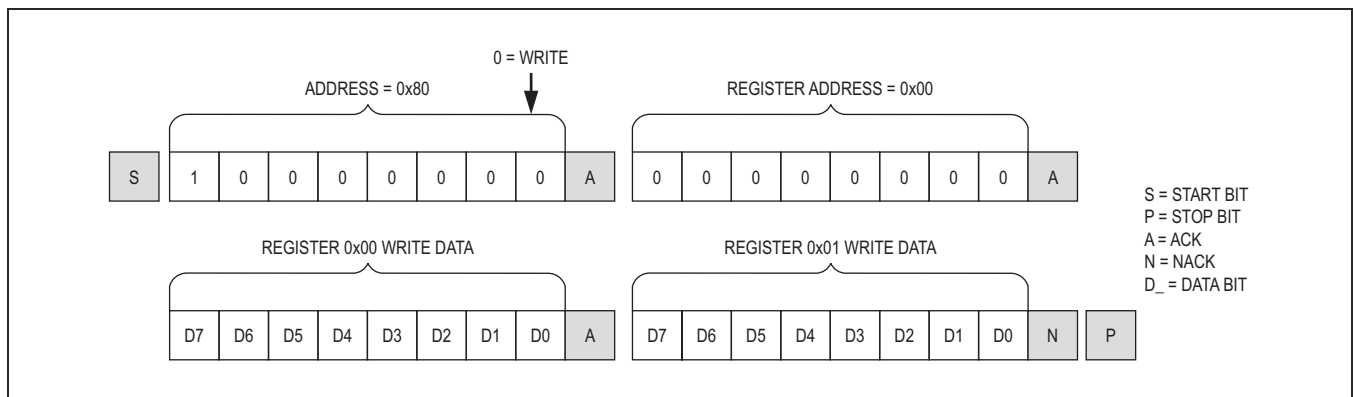 0 = WRITE
ADDRESS = 0x80 REGISTER ADDRESS = 0x00
S 1 0 0 0 0 0 0 0 A 0 0 0 0 0 0 0 0 A
REGISTER 0x00 WRITE DATA REGISTER 0x01 WRITE DATA
D7 D6 D5 D4 D3 D2 D1 D0 A D7 D6 D5 D4 D3 D2 D1 D0 N P
S = START BIT
P = STOP BIT
A = ACK
N = NACK
D_ = DATA BIT